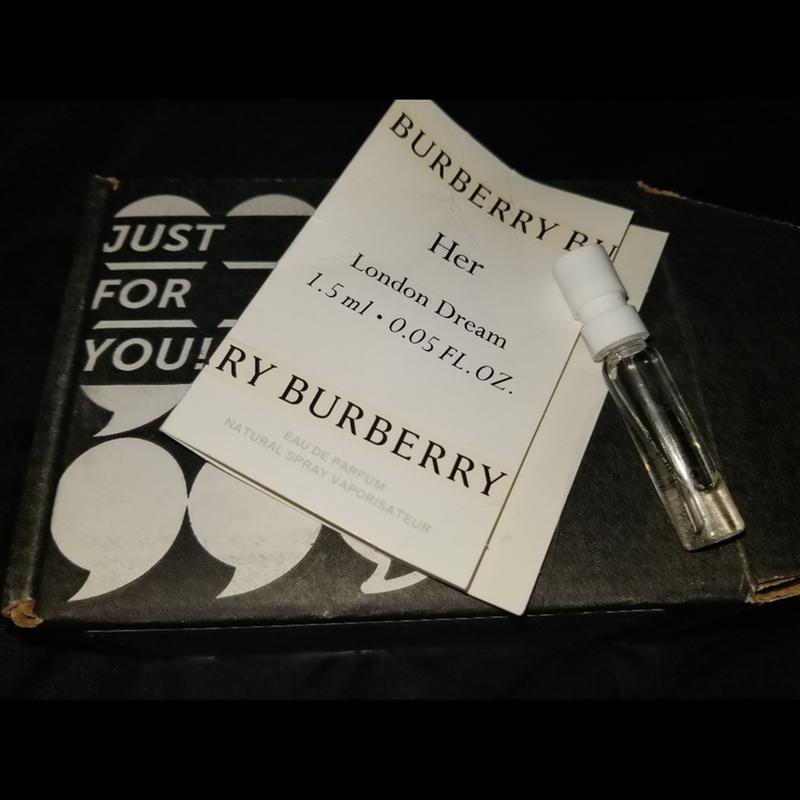 JUST
FOR
YOU!
BURBERRY BU
Her
London Dream
1.5 ml • 0.05 FL. OZ.
RY BURBERRY
EAU DE PARFUM
NATURAL SPRAY VAPORISATEUR